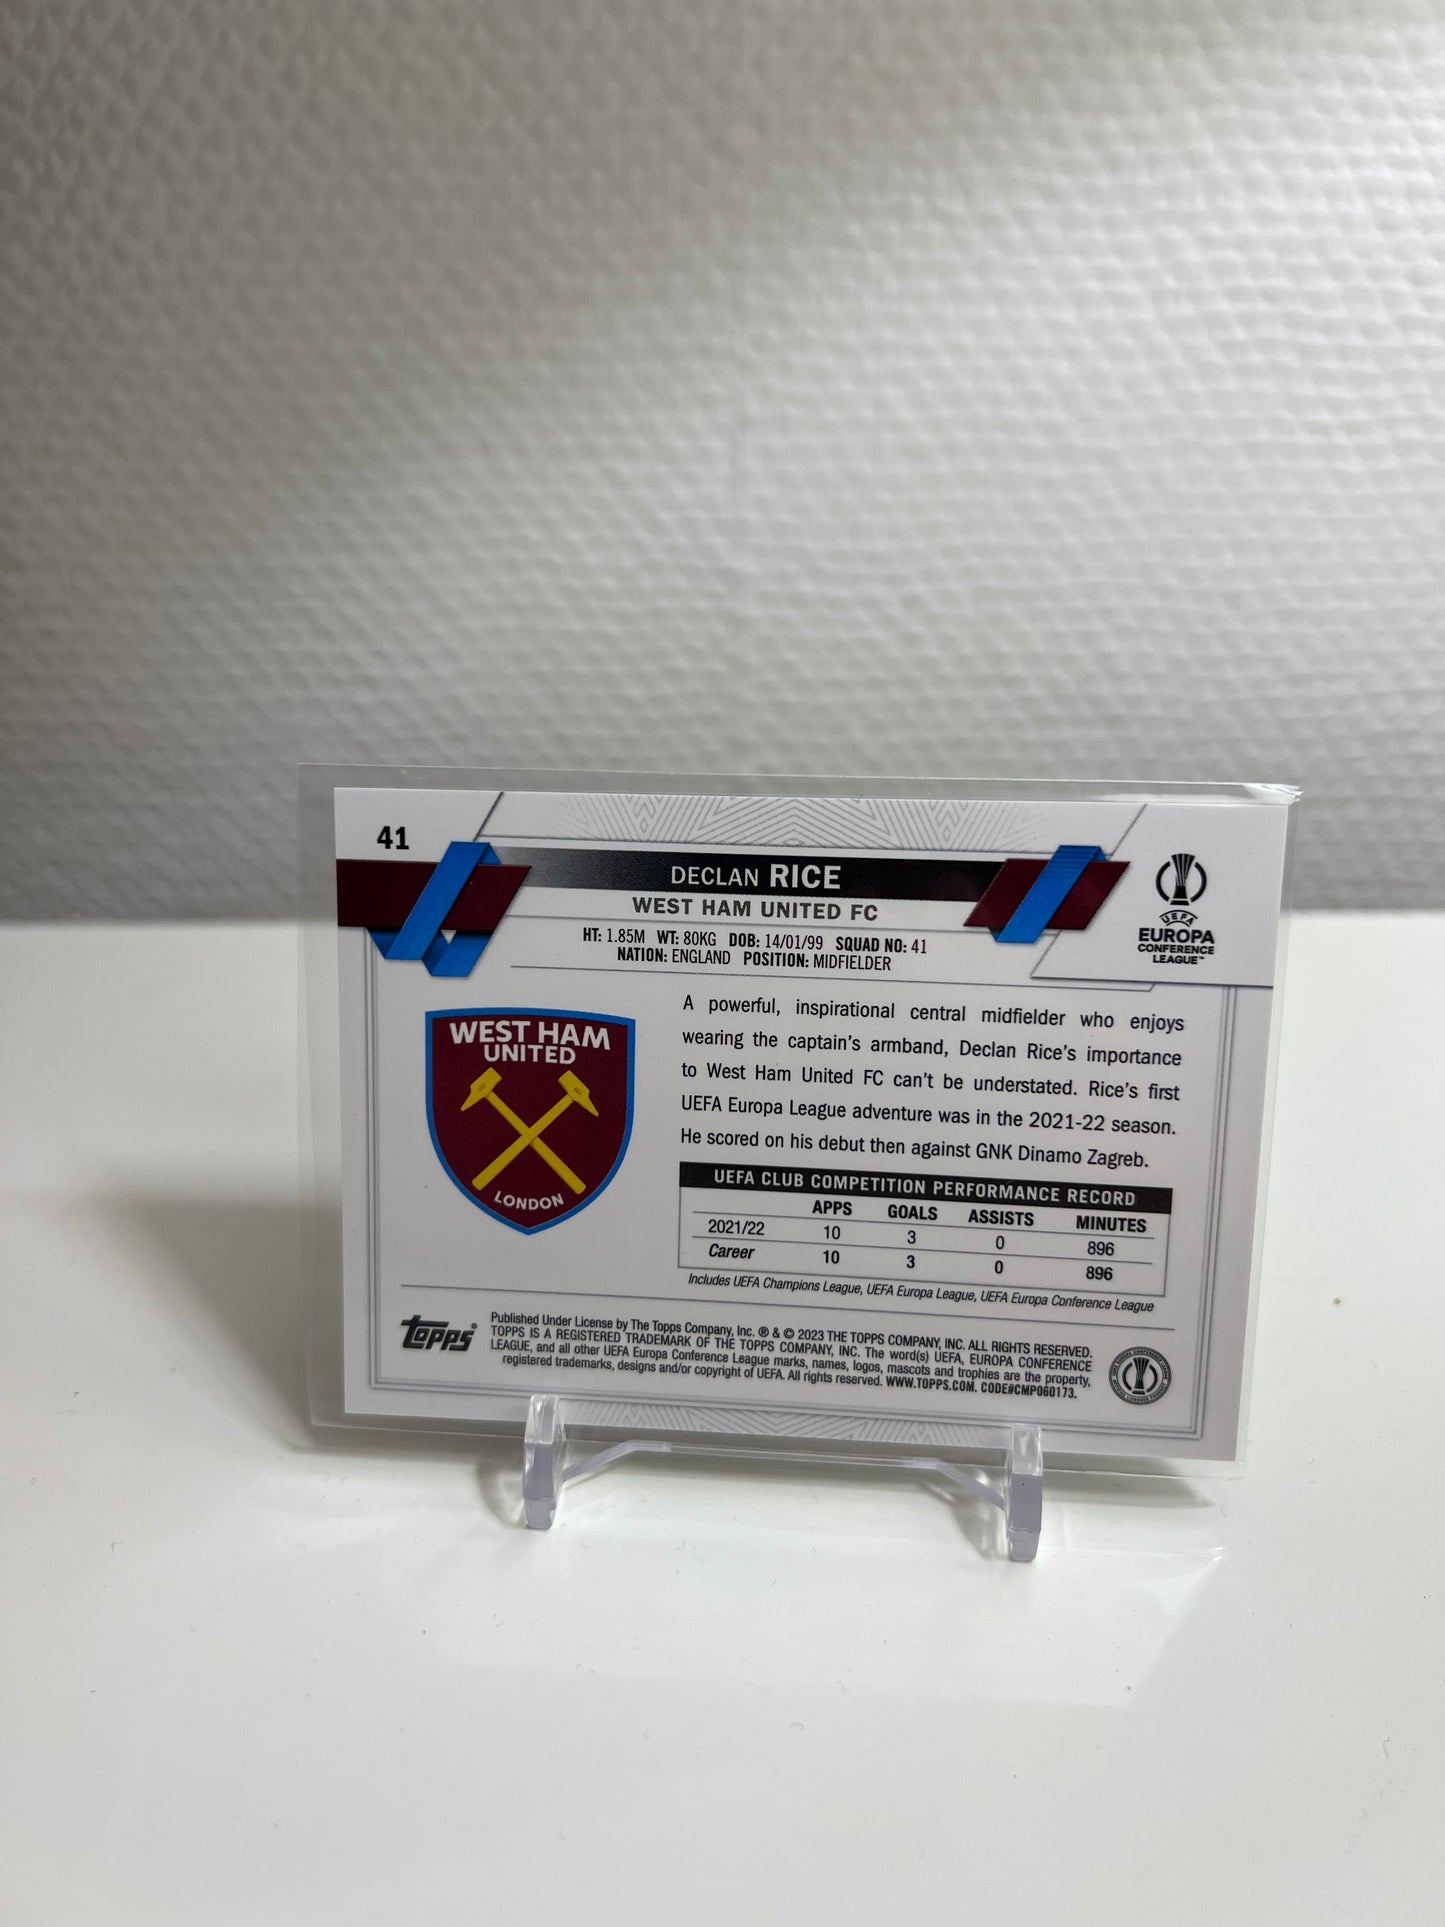 41
DECLAN RICE
WEST HAM UNITED FC
HT: 1.85M WT: 80KG DOB: 14/01/99 SQUAD NO: 41
NATION: ENGLAND POSITION: MIDFIELDER
UEFA
EUROPA
CONFERENCE
LEAGUE™
WEST HAM
UNITED
LONDON
A powerful, inspirational central midfielder who enjoys
wearing the captain's armband, Declan Rice's importance
to West Ham United FC can't be understated. Rice's first
UEFA Europa League adventure was in the 2021-22 season.
He scored on his debut then against GNK Dinamo Zagreb.
UEFA CLUB COMPETITION PERFORMANCE RECORD
APPS GOALS ASSISTS MINUTES
2021/22 10 3 0 896
Career 10 3 0 896
Includes UEFA Champions League, UEFA Europa League, UEFA Europa Conference League
Topps®
Published Under License by The Topps Company, Inc. ® & © 2023 THE TOPPS COMPANY, INC. ALL RIGHTS RESERVED.
TOPPS IS A REGISTERED TRADEMARK OF THE TOPPS COMPANY, INC. The word(s) UEFA, EUROPA CONFERENCE
LEAGUE, and all other UEFA Europa Conference League marks, names, logos, mascots and trophies are the property,
registered trademarks, designs and/or copyright of UEFA. All rights reserved. WWW.TOPPS.COM. CODE#CMP060173.